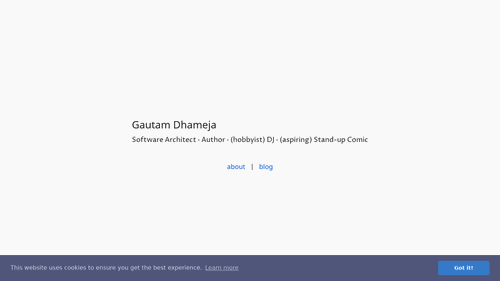 Gautam Dhameja
Software Architect · Author · (hobbyist) DJ · (aspiring) Stand-up Comic
about | blog
This website uses cookies to ensure you get the best experience. Learn more
Got it!